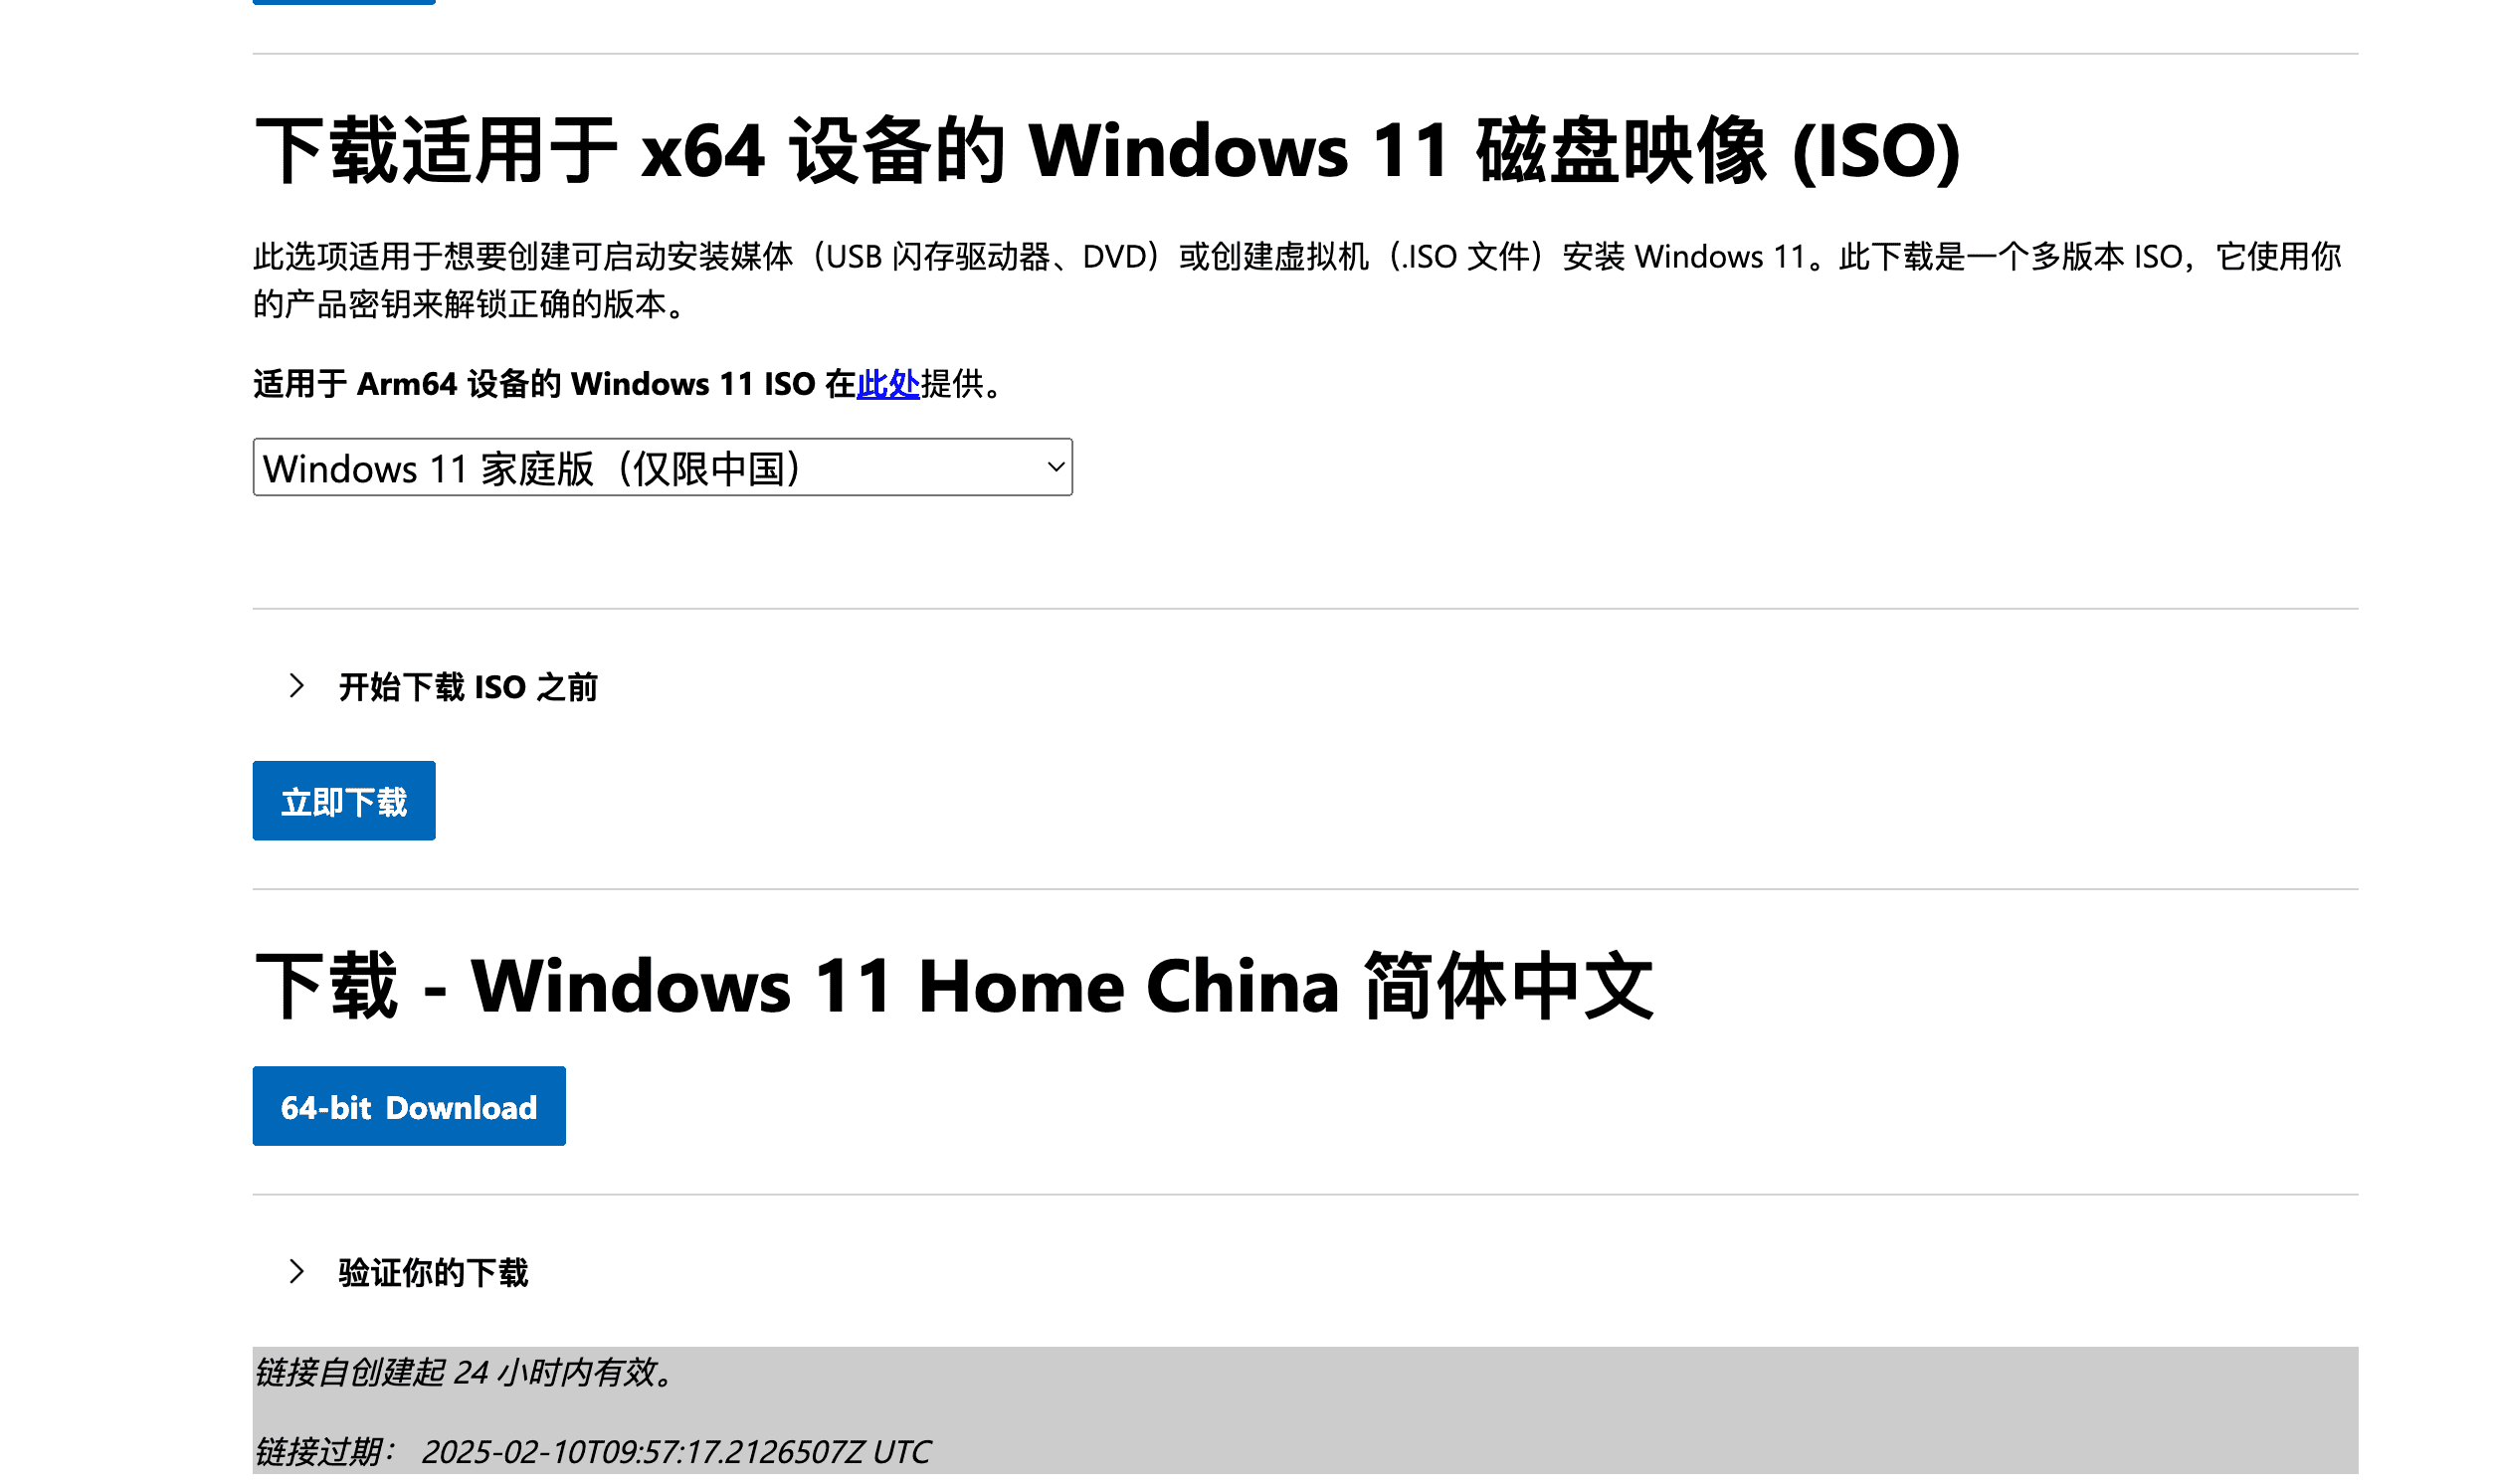 下载适用于 x64 设备的 Windows 11 磁盘映像 (ISO)
此选项适用于想要创建可启动安装媒体（USB 闪存驱动器、DVD）或创建虚拟机（.ISO 文件）安装 Windows 11。此下载是一个多版本 ISO，它使用你
的产品密钥来解锁正确的版本。
适用于 Arm64 设备的 Windows 11 ISO 在此处提供。
Windows 11 家庭版（仅限中国）
开始下载 ISO 之前
立即下载
下载 - Windows 11 Home China 简体中文
64-bit Download
验证你的下载
链接自创建起 24 小时内有效。
链接过期： 2025-02-10T09:57:17.2126507Z UTC